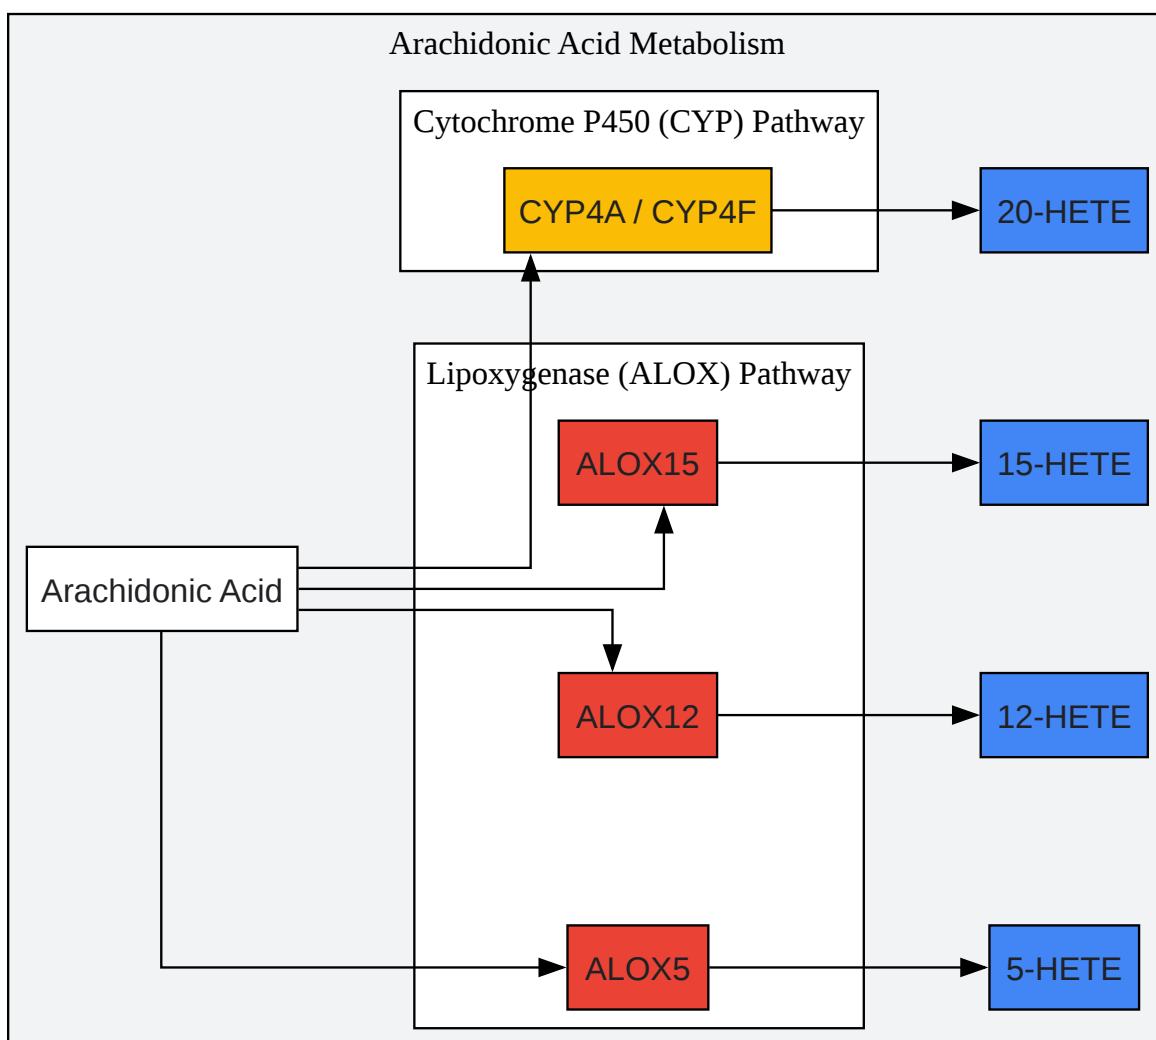 Arachidonic Acid Metabolism
Cytochrome P450 (CYP) Pathway
CYP4A / CYP4F
20-HETE
Lipoxygenase (ALOX) Pathway
ALOX15
15-HETE
Arachidonic Acid
ALOX12
12-HETE
ALOX5
5-HETE